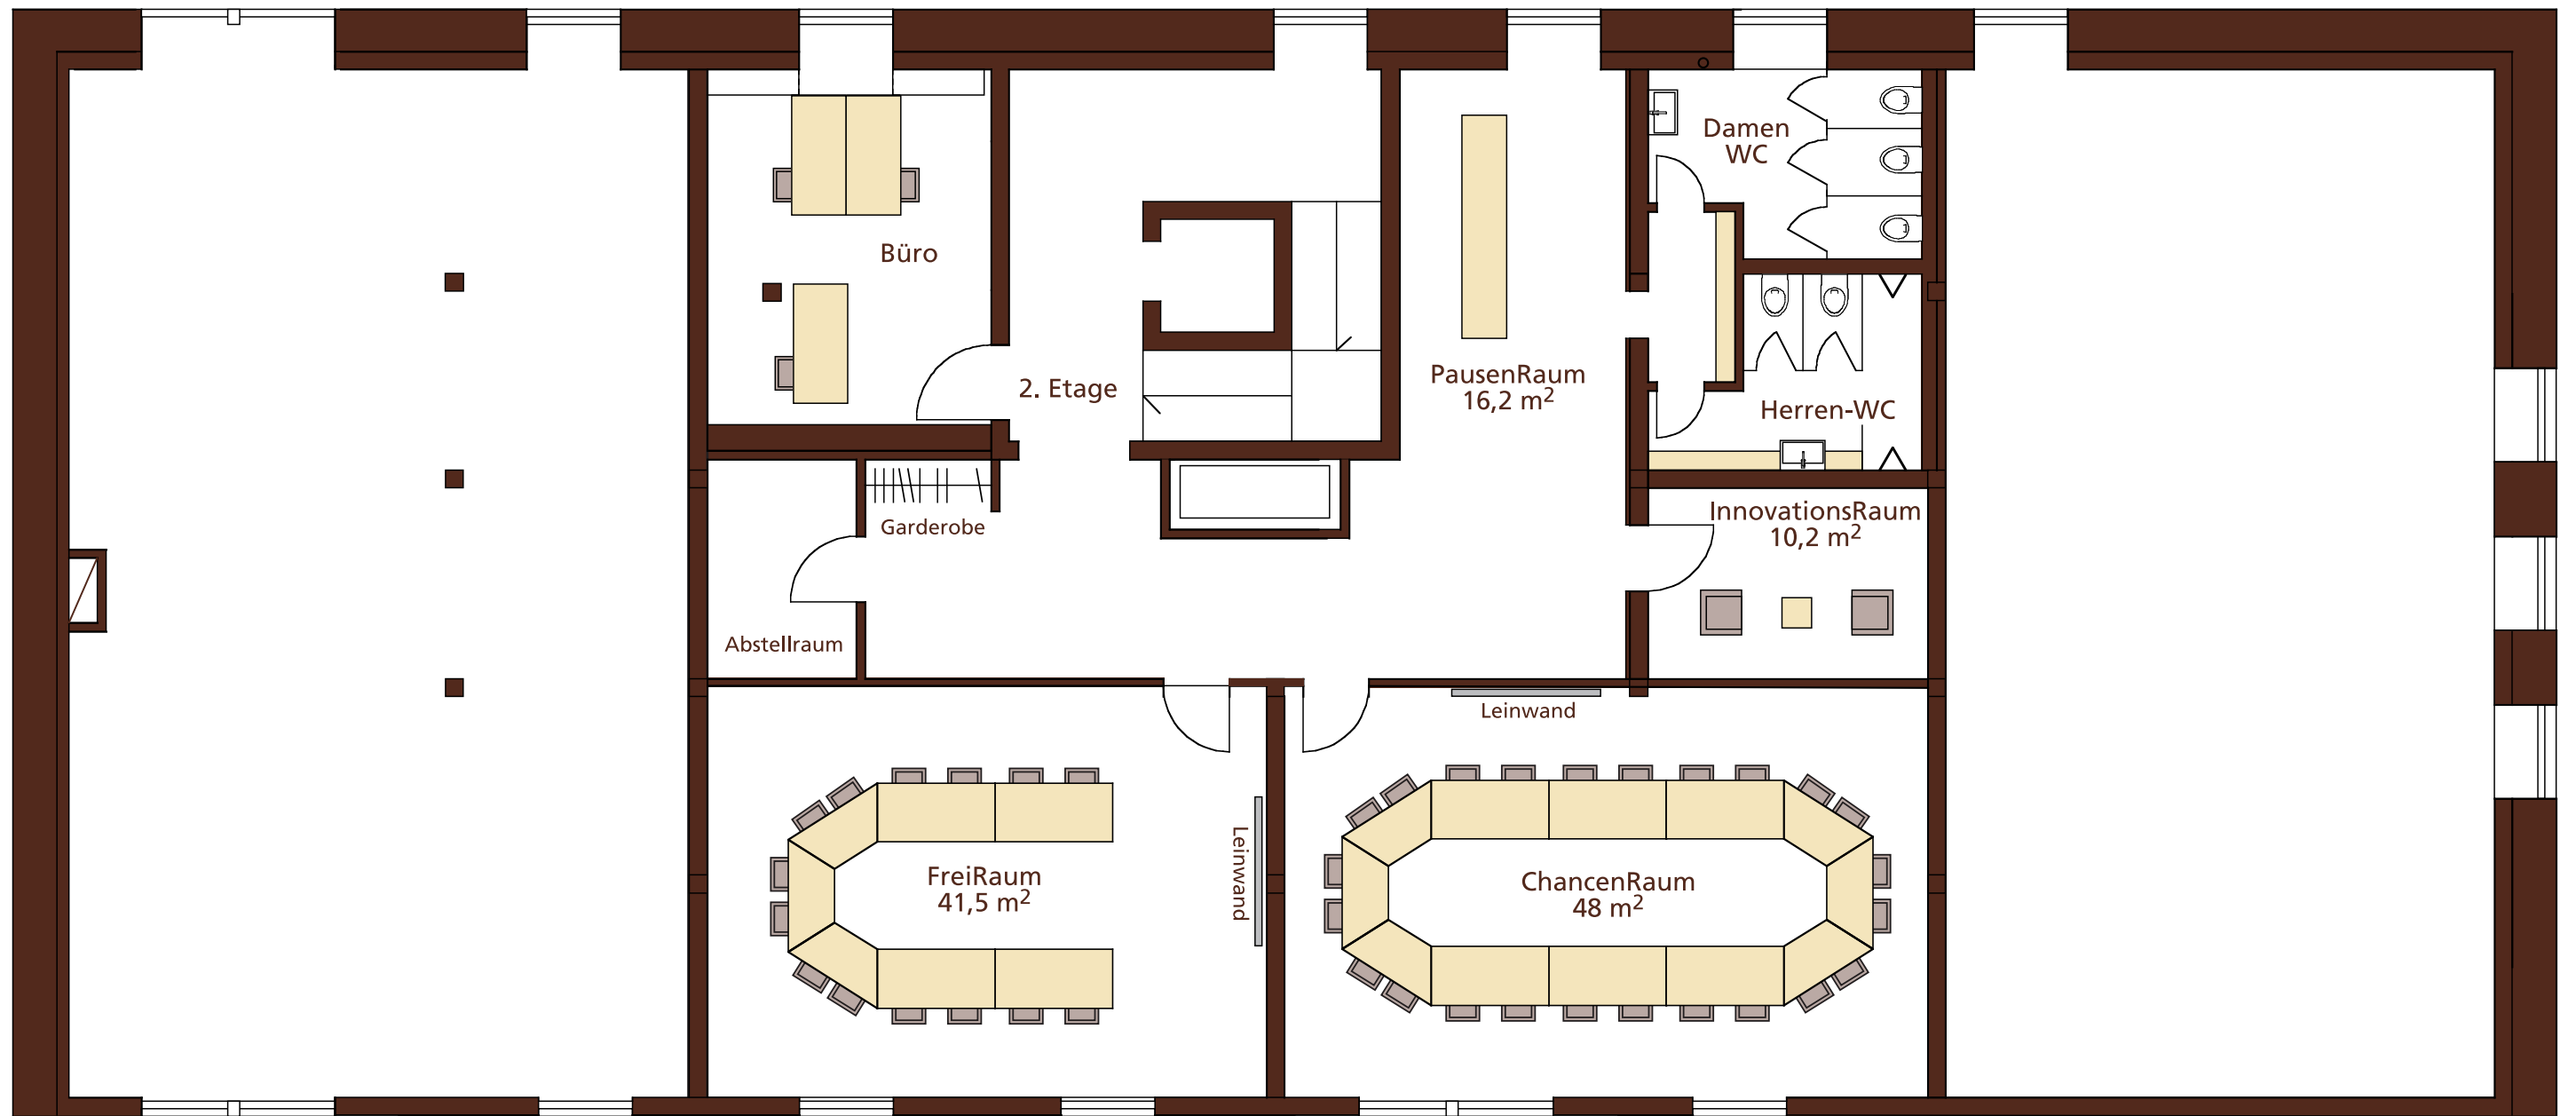 Damen
WC
Büro
2. Etage
PausenRaum
16,2 m²
Herren-WC
Garderobe
InnovationsRaum
10,2 m²
Abstellraum
Leinwand
Leinwand
FreiRaum
41,5 m²
ChancenRaum
48 m²